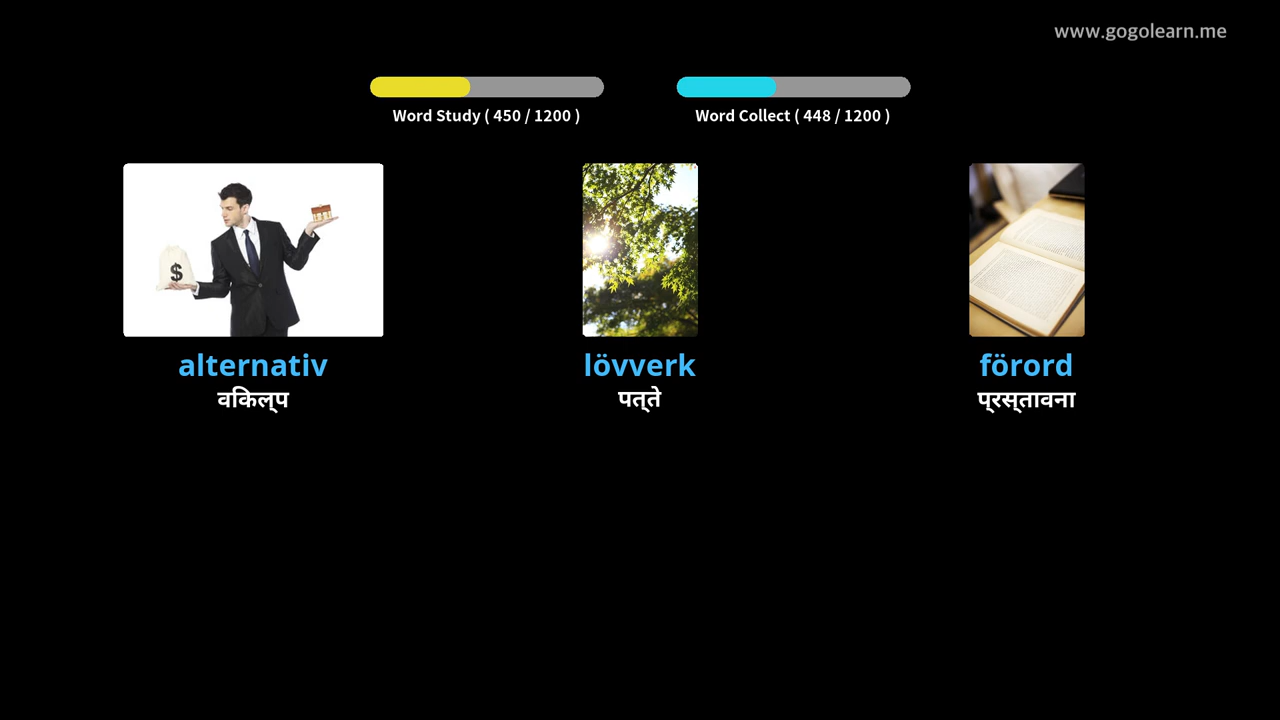 www.gogolearn.me
Word Study ( 450 / 1200 )
Word Collect ( 448 / 1200 )
$
alternativ
lövverk
förord
विकल्प
पत्ते
प्रस्तावना